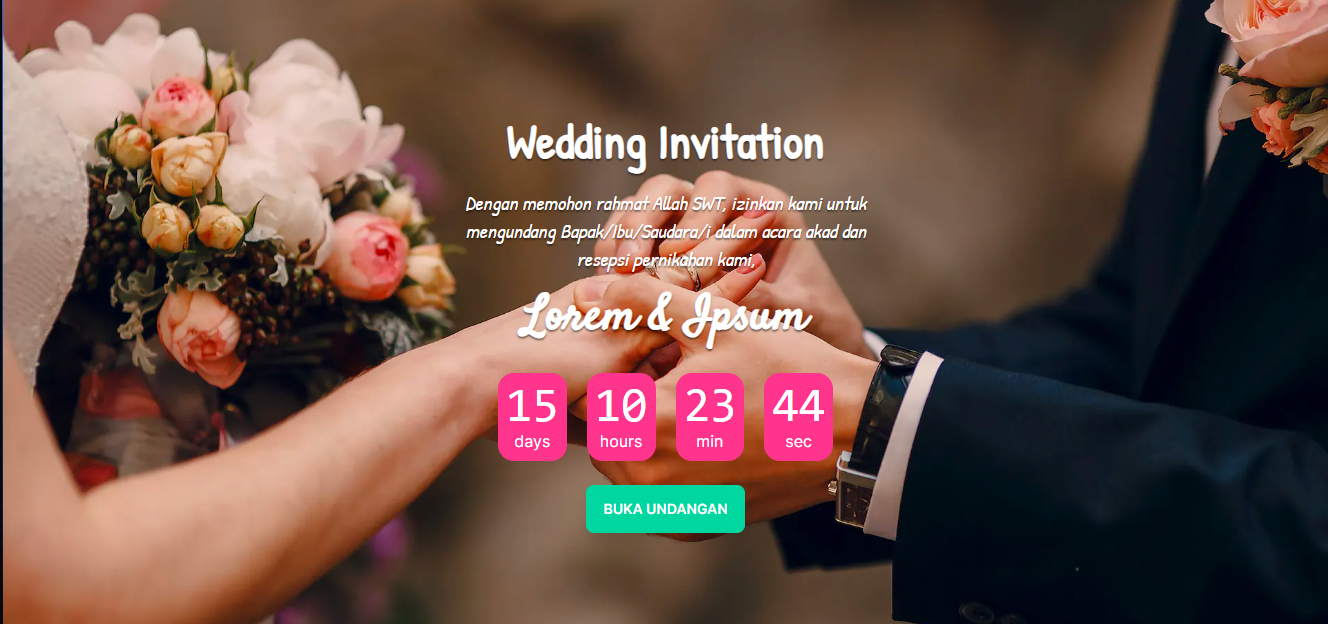 Wedding Invitation
Dengan memohon rahmat Allah SWT, izinkan kami untuk
mengundang Bapak/Ibu/Saudara/i dalam acara akad dan
resepsi pernikahan kami,
Lorem & Ipsum
15 10 23 44
days hours min sec
BUKA UNDANGAN